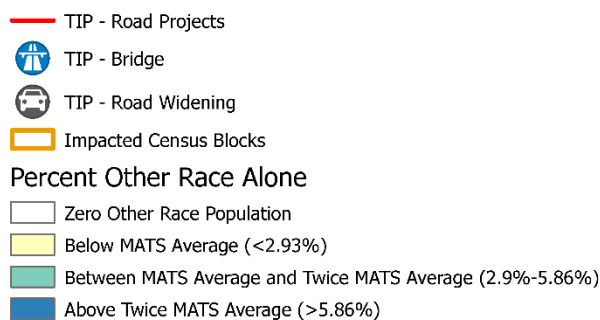 TIP - Road Projects
TIP - Bridge
TIP - Road Widening
Impacted Census Blocks
Percent Other Race Alone
Zero Other Race Population
Below MATS Average (<2.93%)
Between MATS Average and Twice MATS Average (2.9%-5.86%)
Above Twice MATS Average (>5.86%)